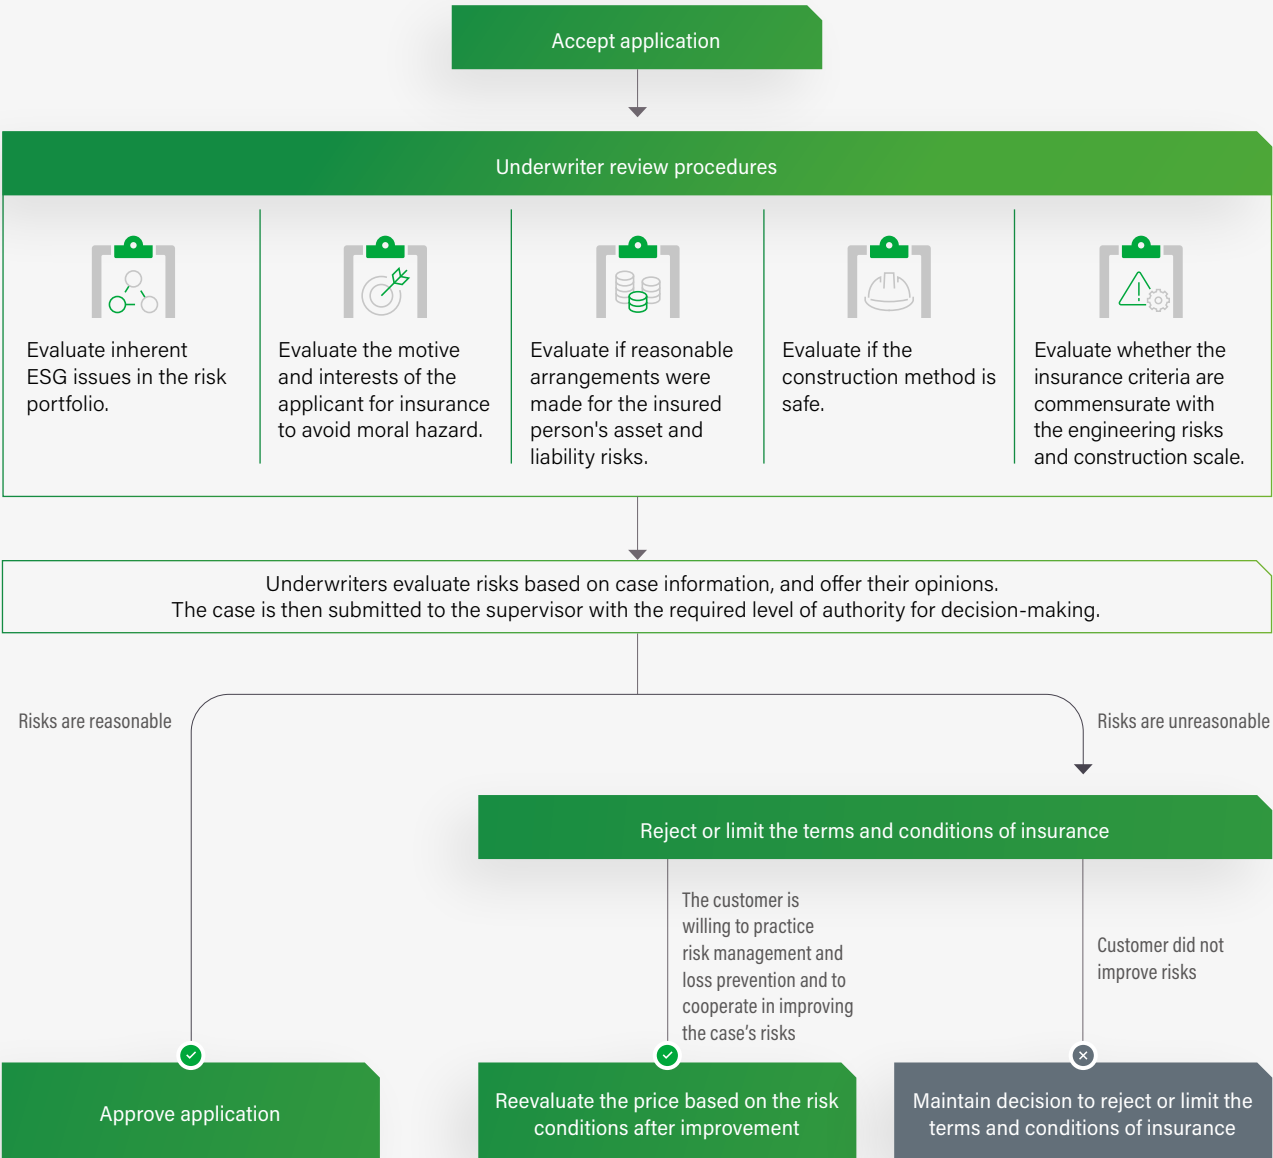 Accept application
Underwriter review procedures
Evaluate inherent
ESG issues in the risk
portfolio.
Evaluate the motive
and interests of the
applicant for insurance
to avoid moral hazard.
Evaluate if reasonable
arrangements were
made for the insured
person's asset and
liability risks.
Evaluate if the
construction method is
safe.
Evaluate whether the
insurance criteria are
commensurate with
the engineering risks
and construction scale.
Underwriters evaluate risks based on case information, and offer their opinions.
The case is then submitted to the supervisor with the required level of authority for decision-making.
Risks are reasonable
Risks are unreasonable
Reject or limit the terms and conditions of insurance
The customer is
willing to practice
risk management and
loss prevention and to
cooperate in improving
the case's risks
Customer did not
improve risks
Approve application
Reevaluate the price based on the risk
conditions after improvement
Maintain decision to reject or limit the
terms and conditions of insurance